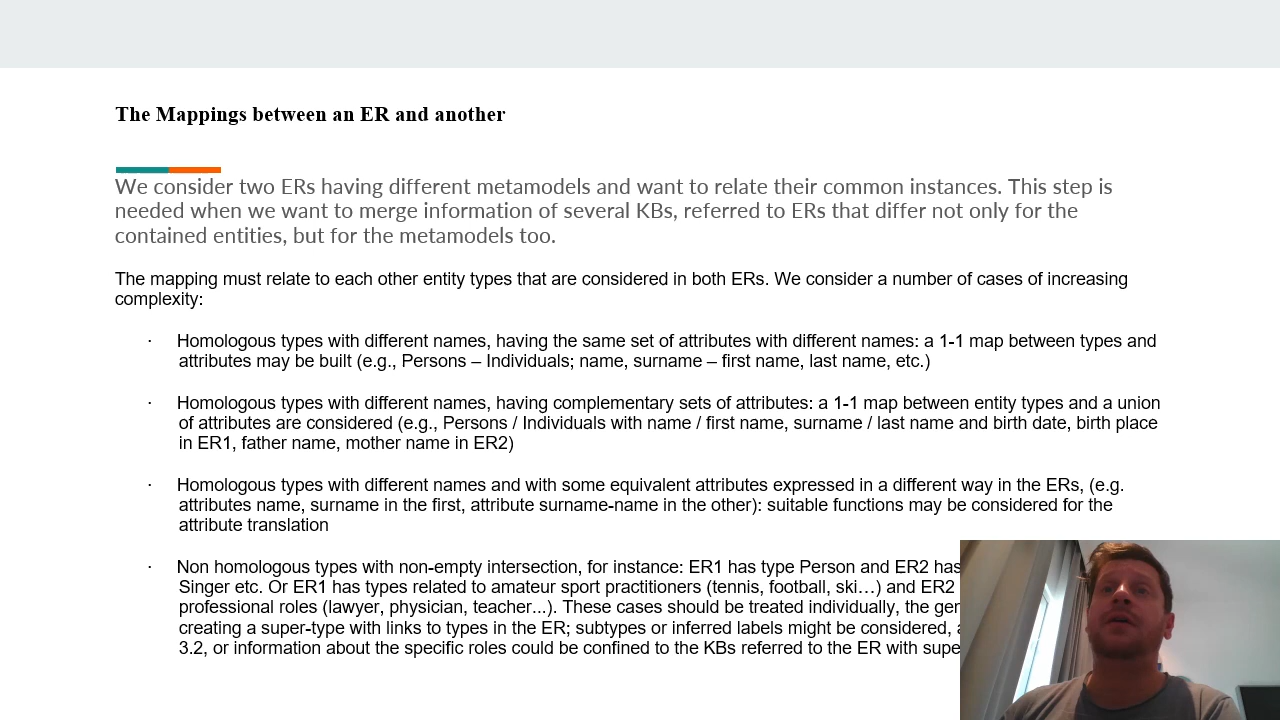 The Mappings between an ER and another
We consider two ERs having different metamodels and want to relate their common instances. This step is
needed when we want to merge information of several KBs, referred to ERs that differ not only for the
contained entities, but for the metamodels too.
The mapping must relate to each other entity types that are considered in both ERs. We consider a number of cases of increasing
complexity:
· Homologous types with different names, having the same set of attributes with different names: a 1-1 map between types and
attributes may be built (e.g., Persons – Individuals; name, surname – first name, last name, etc.)
· Homologous types with different names, having complementary sets of attributes: a 1-1 map between entity types and a union
of attributes are considered (e.g., Persons / Individuals with name / first name, surname / last name and birth date, birth place
in ER1, father name, mother name in ER2)
· Homologous types with different names and with some equivalent attributes expressed in a different way in the ERs, (e.g.
attributes name, surname in the first, attribute surname-name in the other): suitable functions may be considered for the
attribute translation
· Non homologous types with non-empty intersection, for instance: ER1 has type Person and ER2 has
Singer etc. Or ER1 has types related to amateur sport practitioners (tennis, football, ski…) and ER2
professional roles (lawyer, physician, teacher...). These cases should be treated individually, the
creating a super-type with links to types in the ER; subtypes or inferred labels might be considered,
3.2, or information about the specific roles could be confined to the KBs referred to the ER with